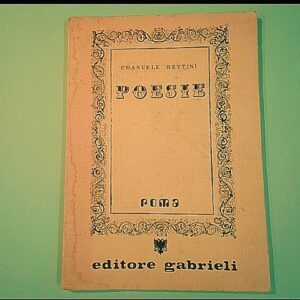 EMANUELE BETTINI
POESIE
ROMA
editore gabrieli